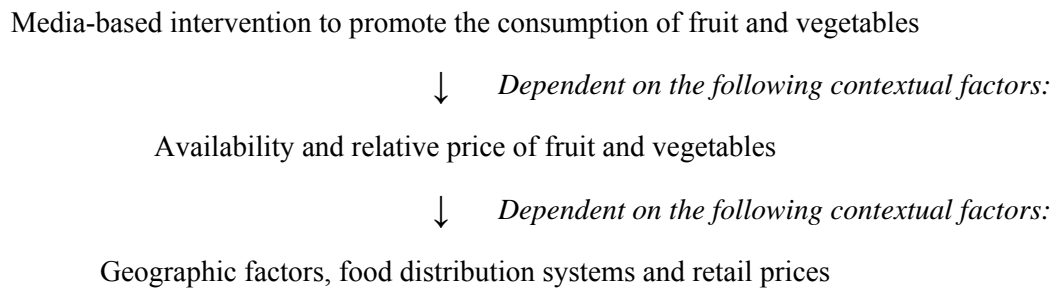 Media-based intervention to promote the consumption of fruit and vegetables
↓ Dependent on the following contextual factors:
Availability and relative price of fruit and vegetables
↓ Dependent on the following contextual factors:
Geographic factors, food distribution systems and retail prices